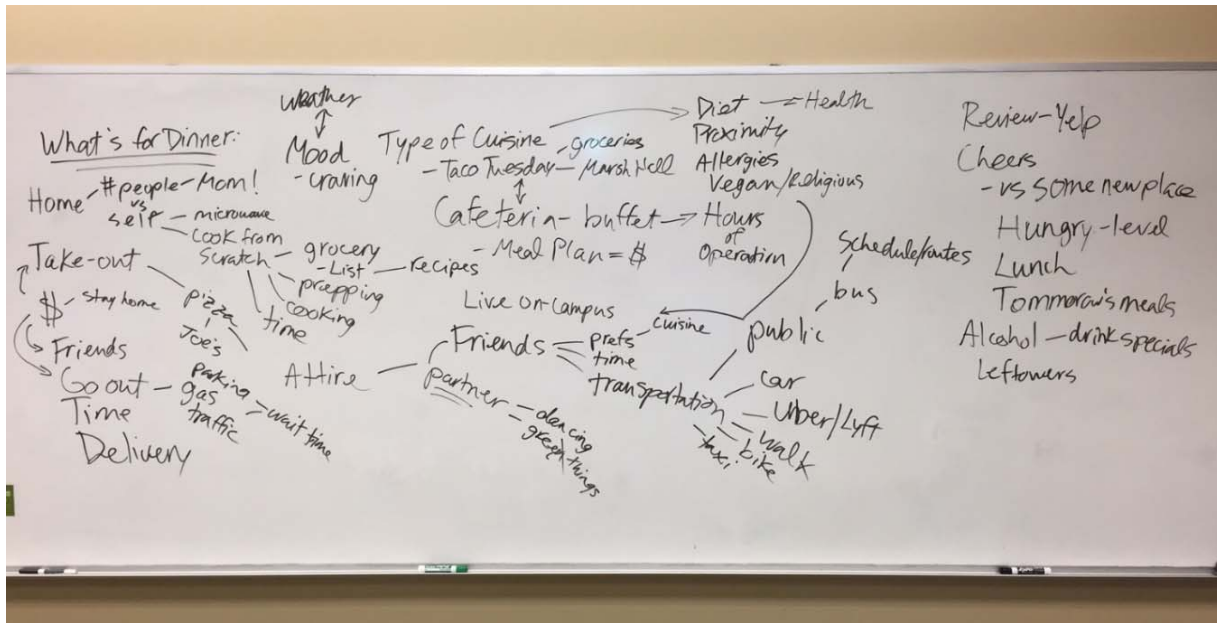 What's for Dinner:
Home - #people - Mom!
vs
self - microwave
- cook from
scratch - grocery
- List - recipes
prepping
cooking
time
Take-out
pizza
Joe's
$ - stay home
Friends
Go out - parking
gas
traffic
- wait time
Time
Delivery
Weather
Mood
- craving
Type of Cuisine
groceries
- Taco Tuesday - Marsh
Cafeteria - buffet → Hours
of
Operation
- Meal Plan = $
Live on-campus
Attire
Friends
prefs - cuisine
time
transportation
partner
- dancing
things
public
bus
Schedule/routes
car
Uber/Lyft
walk
bike
taxi
Diet = Health
Proximity
Allergies
Vegan/Religious
Review-Yelp
Cheers
- vs some new place
Hungry-level
Lunch
Tommorow's meals
Alcohol - drink specials
Leftovers